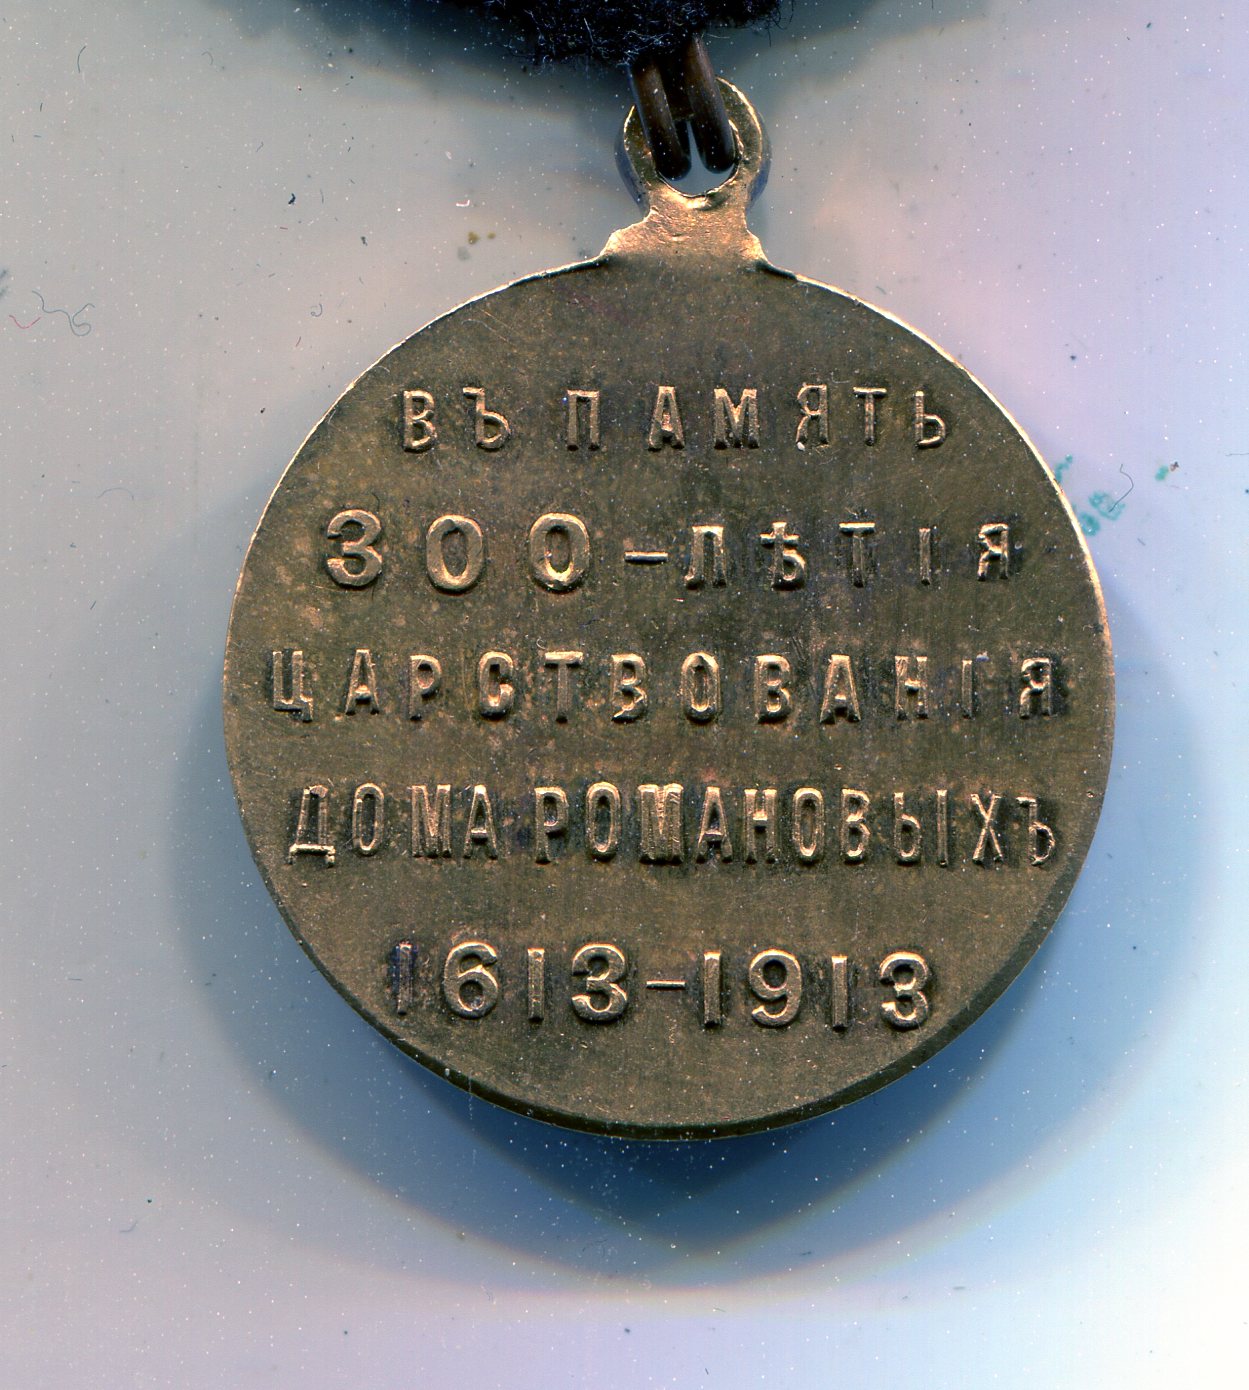 ВЪ ПАМЯТЬ
300-ЛѢТІЯ
ЦАРСТВОВАНІЯ
ДОМА РОМАНОВЫХЪ
1613-1913